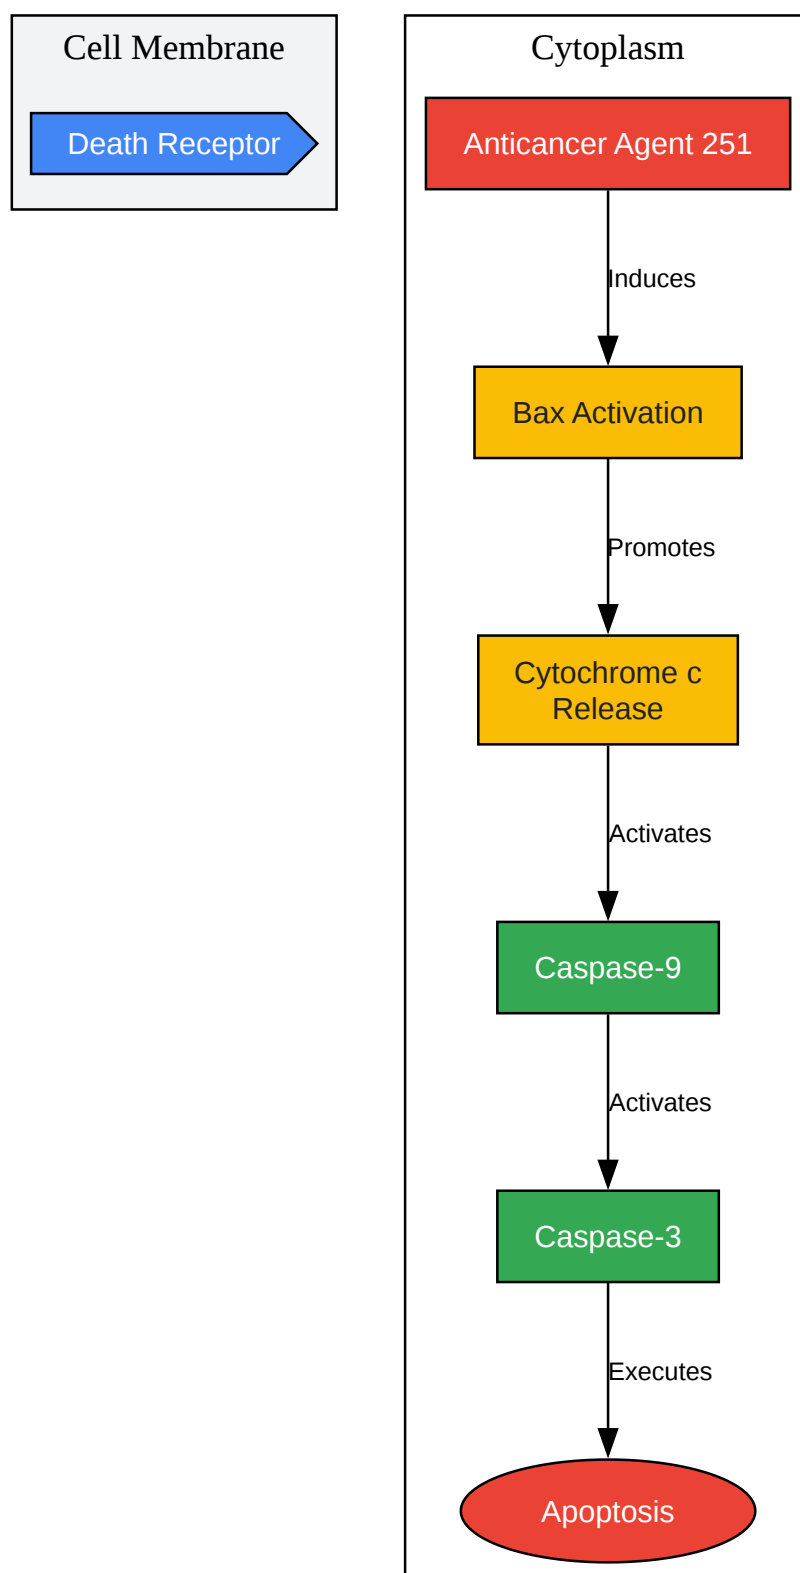 Cell Membrane
Death Receptor
Cytoplasm
Anticancer Agent 251
Induces
Bax Activation
Promotes
Cytochrome c
Release
Activates
Caspase-9
Activates
Caspase-3
Executes
Apoptosis